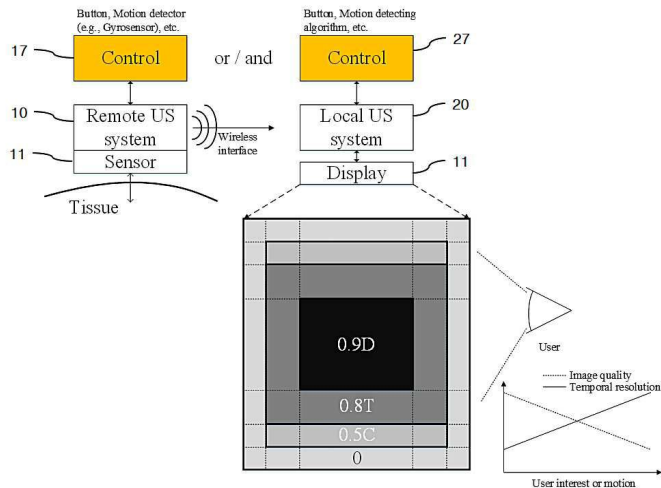 Button, Motion detector
(e.g., Gyrosensor), etc.
Button, Motion detecting
algorithm, etc.
17
Control
or / and
Control
27
10
Remote US
system
Wireless
interface
Local US
system
20
11
Sensor
Display
11
Tissue
0.9D
0.8T
0.5C
0
User
Image quality
Temporal resolution
User interest or motion